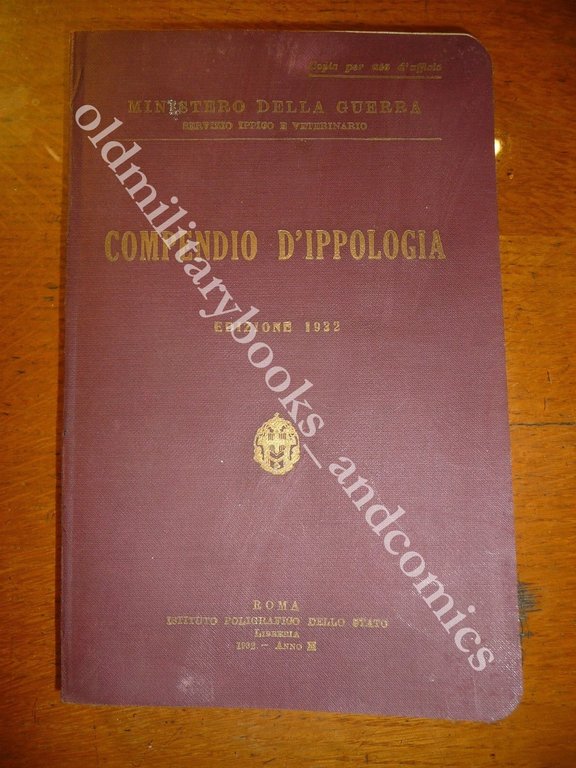 Copia per uso d'ufficio
MINISTERO DELLA GUERRA
SERVIZIO IPPICO E VETERINARIO
COMPENDIO D'IPPOLOGIA
EDIZIONE 1932
ROMA
ISTITUTO POLIGRAFICO DELLO STATO
LIBRERIA
1932 - ANNO X
oldmilitarybooks_andcomics